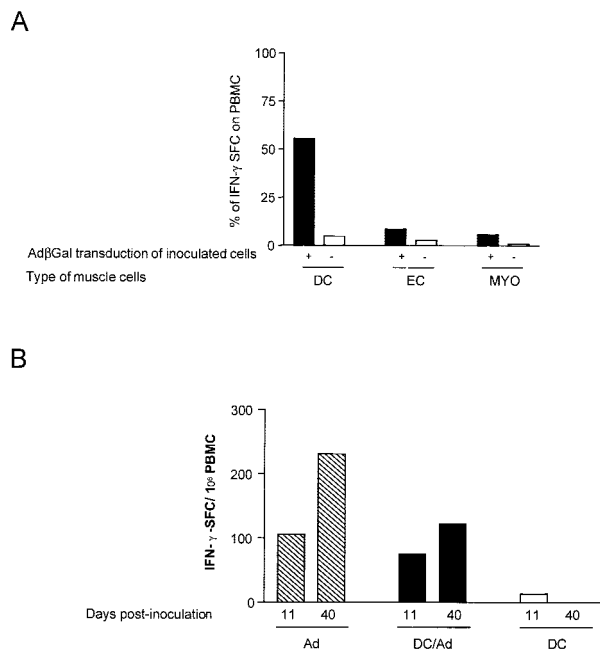 A
100
75
50
25
0
% of IFN-γ SFC on PBMC
AdβGal transduction of inoculated cells + - + - + -
Type of muscle cells DC EC MYO
B
300
200
100
0
IFN- γ -SFC/ 10⁶ PBMC
Days post-inoculation 11 40 11 40 11 40
Ad DC/Ad DC